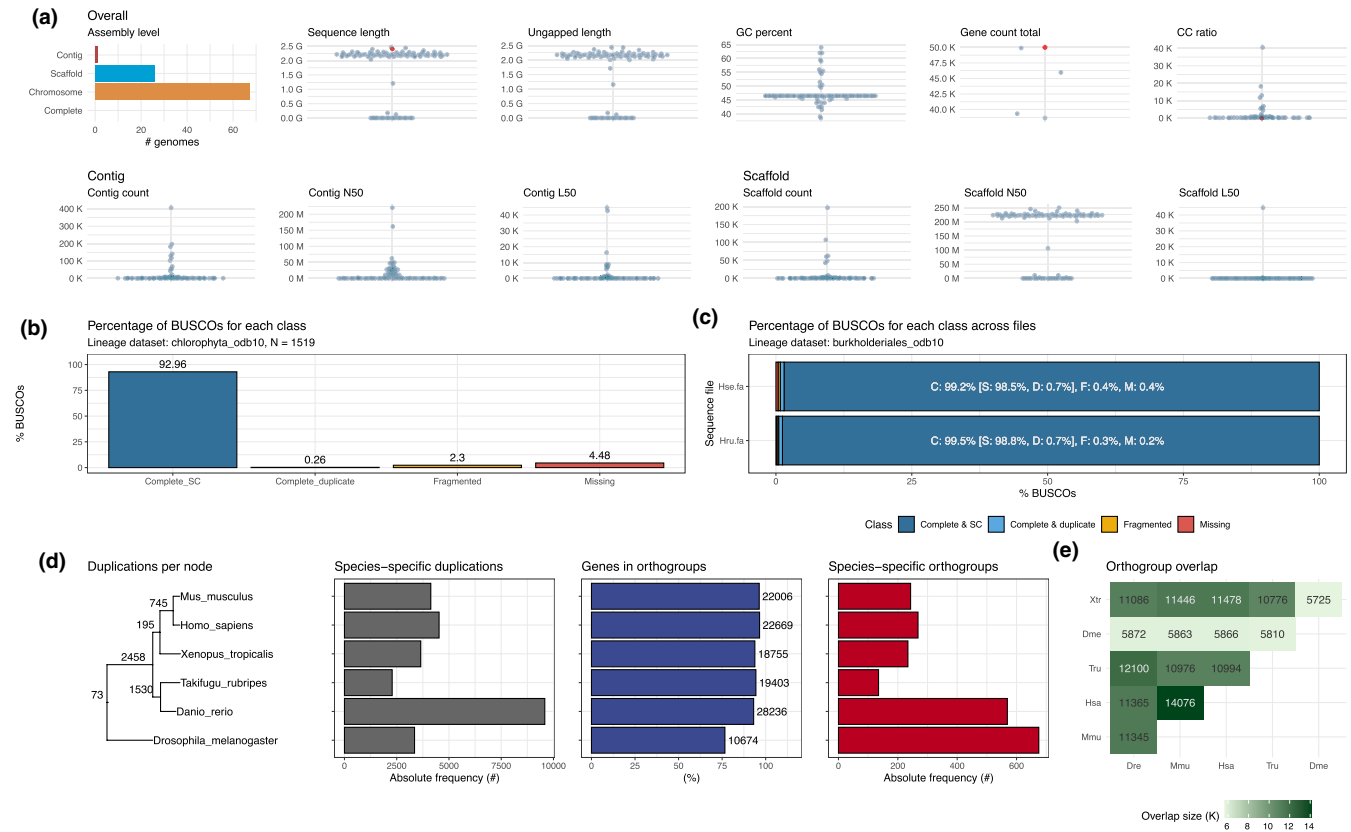 (a)
Overall
Assembly level
Contig
Scaffold
Chromosome
Complete
0 20 40 60
# genomes
Sequence length
2.5 G
2.0 G
1.5 G
1.0 G
0.5 G
0.0 G
Ungapped length
2.5 G
2.0 G
1.5 G
1.0 G
0.5 G
0.0 G
GC percent
65
60
55
50
45
40
Gene count total
50.0 K
47.5 K
45.0 K
42.5 K
40.0 K
CC ratio
40 K
30 K
20 K
10 K
0 K
Contig
Contig count
400 K
300 K
200 K
100 K
0 K
Contig N50
200 M
150 M
100 M
50 M
0 M
Contig L50
40 K
30 K
20 K
10 K
0 K
Scaffold
Scaffold count
200 K
150 K
100 K
50 K
0 K
Scaffold N50
250 M
200 M
150 M
100 M
50 M
0 M
Scaffold L50
40 K
30 K
20 K
10 K
0 K
(b)
Percentage of BUSCOs for each class
Lineage dataset: chlorophyta_odb10, N = 1519
% BUSCOs
100
75
50
25
0
92.96
0.26
2.3
4.48
Complete_SC Complete_duplicate Fragmented Missing
(c)
Percentage of BUSCOs for each class across files
Lineage dataset: burkholderiales_odb10
Sequence file
Hse.fa
C: 99.2% [S: 98.5%, D: 0.7%], F: 0.4%, M: 0.4%
Hru.fa
C: 99.5% [S: 98.8%, D: 0.7%], F: 0.3%, M: 0.2%
0 25 50 75 100
% BUSCOs
Class Complete & SC Complete & duplicate Fragmented Missing
(d)
Duplications per node
Mus_musculus
745
Homo_sapiens
195
Xenopus_tropicalis
2458
Takifugu_rubripes
1530
73
Danio_rerio
Drosophila_melanogaster
Species−specific duplications
0 2500 5000 7500 10000
Absolute frequency (#)
Genes in orthogroups
22006
22669
18755
19403
28236
10674
0 25 50 75 100
(%)
Species−specific orthogroups
0 200 400 600
Absolute frequency (#)
(e)
Orthogroup overlap
Xtr 11086 11446 11478 10776 5725
Dme 5872 5863 5866 5810
Tru 12100 10976 10994
Hsa 11365 14076
Mmu 11345
Dre Mmu Hsa Tru Dme
Overlap size (K)
6 8 10 12 14